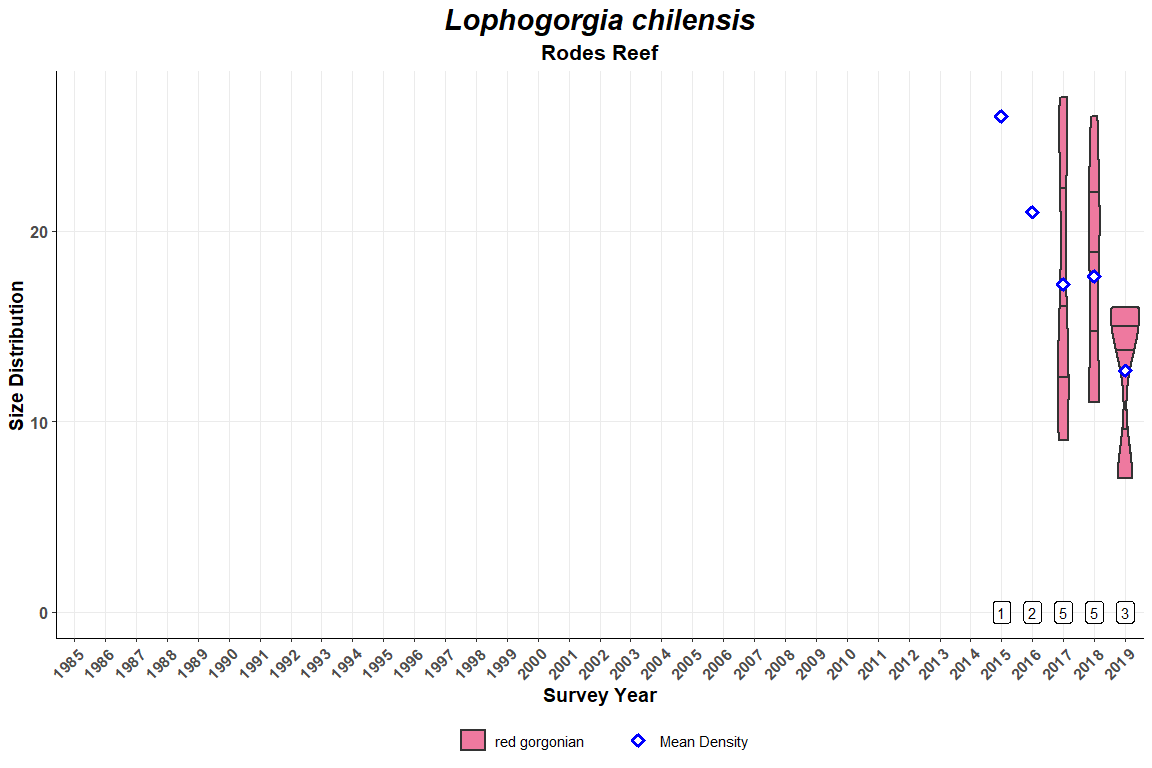 Lophogorgia chilensis
Rodes Reef
Size Distribution
20
10
0
1 2 5 5 3
1985 1986 1987 1988 1989 1990 1991 1992 1993 1994 1995 1996 1997 1998 1999 2000 2001 2002 2003 2004 2005 2006 2007 2008 2009 2010 2011 2012 2013 2014 2015 2016 2017 2018 2019
Survey Year
red gorgonian Mean Density